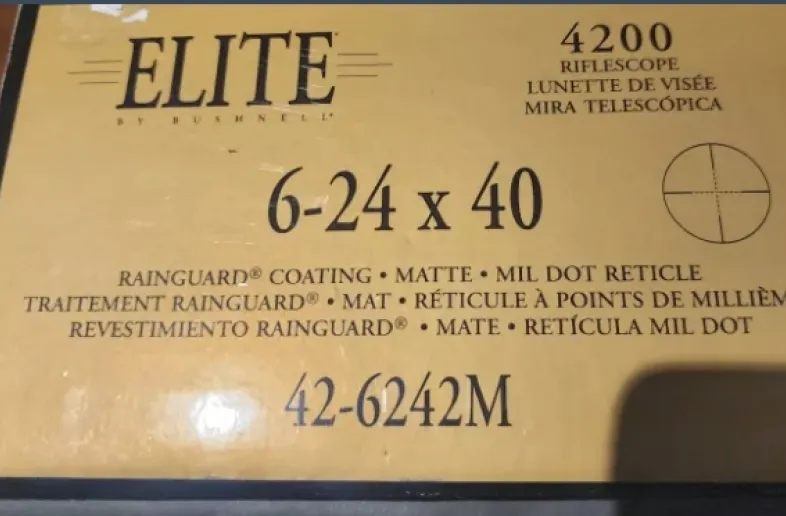 ELITE
BY BUSHNELL®
4200
RIFLESCOPE
LUNETTE DE VISÉE
MIRA TELESCÓPICA
6-24 x 40
RAINGUARD® COATING • MATTE • MIL DOT RETICLE
TRAITEMENT RAINGUARD® • MAT • RÉTICULE À POINTS DE MILLIÈM
REVESTIMIENTO RAINGUARD® • MATE • RETÍCULA MIL DOT
42-6242M